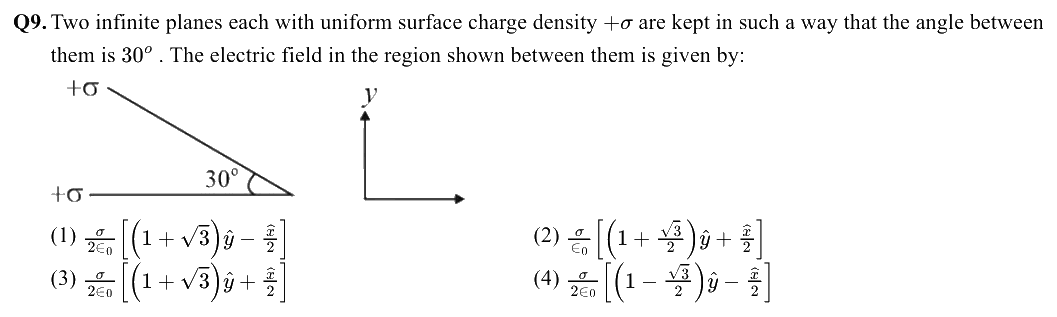 Q9. Two infinite planes each with uniform surface charge density +σ are kept in such a way that the angle between
them is 30° . The electric field in the region shown between them is given by:
+σ
y
30°
+σ
(1) σ/2∈₀ [(1 + √3) ŷ − x̂/2]
(2) σ/∈₀ [(1 + √3/2) ŷ + x̂/2]
(3) σ/2∈₀ [(1 + √3) ŷ + x̂/2]
(4) σ/2∈₀ [(1 − √3/2) ŷ − x̂/2]